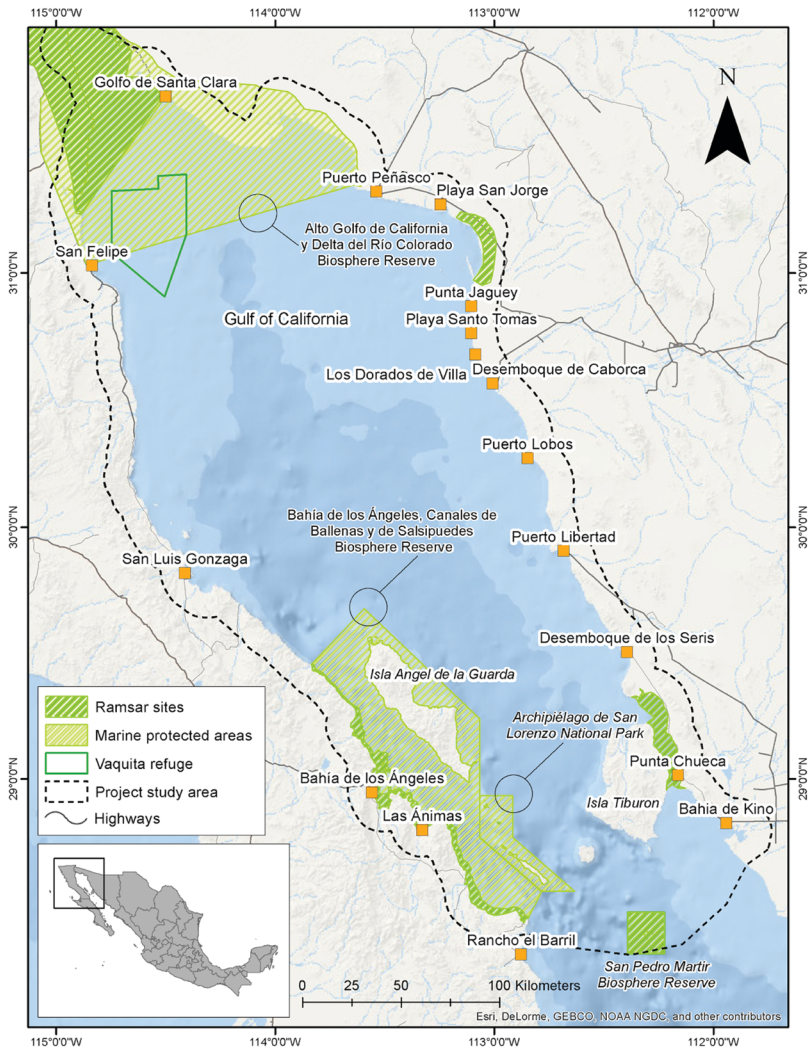 115°0'0"W 114°0'0"W 113°0'0"W 112°0'0"W
N
Golfo de Santa Clara
Puerto Peñasco
Playa San Jorge
Alto Golfo de California
y Delta del Río Colorado
Biosphere Reserve
San Felipe
31°0'0"N
31°0'0"N
Punta Jaguey
Gulf of California
Playa Santo Tomas
Los Dorados de Villa
Desemboque de Caborca
Puerto Lobos
Bahía de los Ángeles, Canales de
Ballenas y de Salsipuedes
Biosphere Reserve
30°0'0"N
30°0'0"N
Puerto Libertad
San Luis Gonzaga
Desemboque de los Seris
Isla Angel de la Guarda
Archipiélago de San
Lorenzo National Park
Ramsar sites
Marine protected areas
Vaquita refuge
Project study area
Highways
Punta Chueca
29°0'0"N
29°0'0"N
Bahía de los Ángeles
Isla Tiburon
Bahia de Kino
Las Ánimas
Rancho el Barril
San Pedro Martir
Biosphere Reserve
0 25 50 100 Kilometers
Esri, DeLorme, GEBCO, NOAA NGDC, and other contributors
115°0'0"W 114°0'0"W 113°0'0"W 112°0'0"W